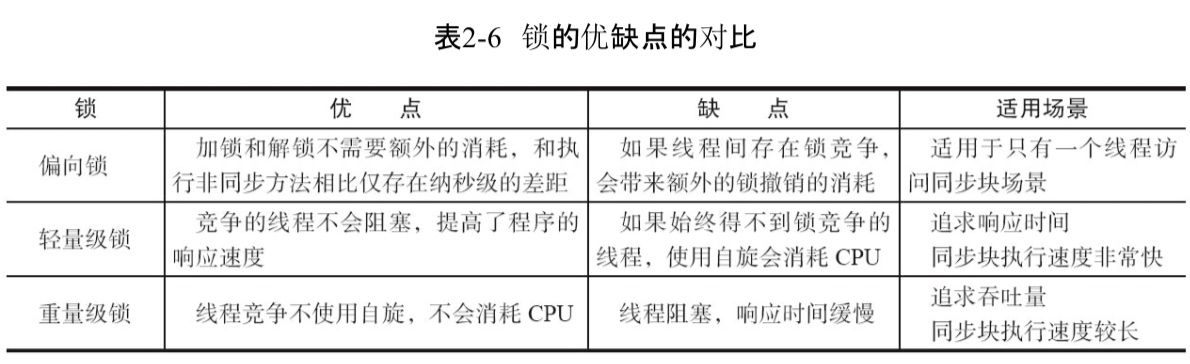 表2-6 锁的优缺点的对比
锁 优 点 缺 点 适用场景
偏向锁
加锁和解锁不需要额外的消耗，和执
行非同步方法相比仅存在纳秒级的差距
如果线程间存在锁竞争，
会带来额外的锁撤销的消耗
适用于只有一个线程访
问同步块场景
轻量级锁
竞争的线程不会阻塞，提高了程序的
响应速度
如果始终得不到锁竞争的
线程，使用自旋会消耗 CPU
追求响应时间
同步块执行速度非常快
重量级锁
线程竞争不使用自旋，不会消耗 CPU
线程阻塞，响应时间缓慢
追求吞吐量
同步块执行速度较长